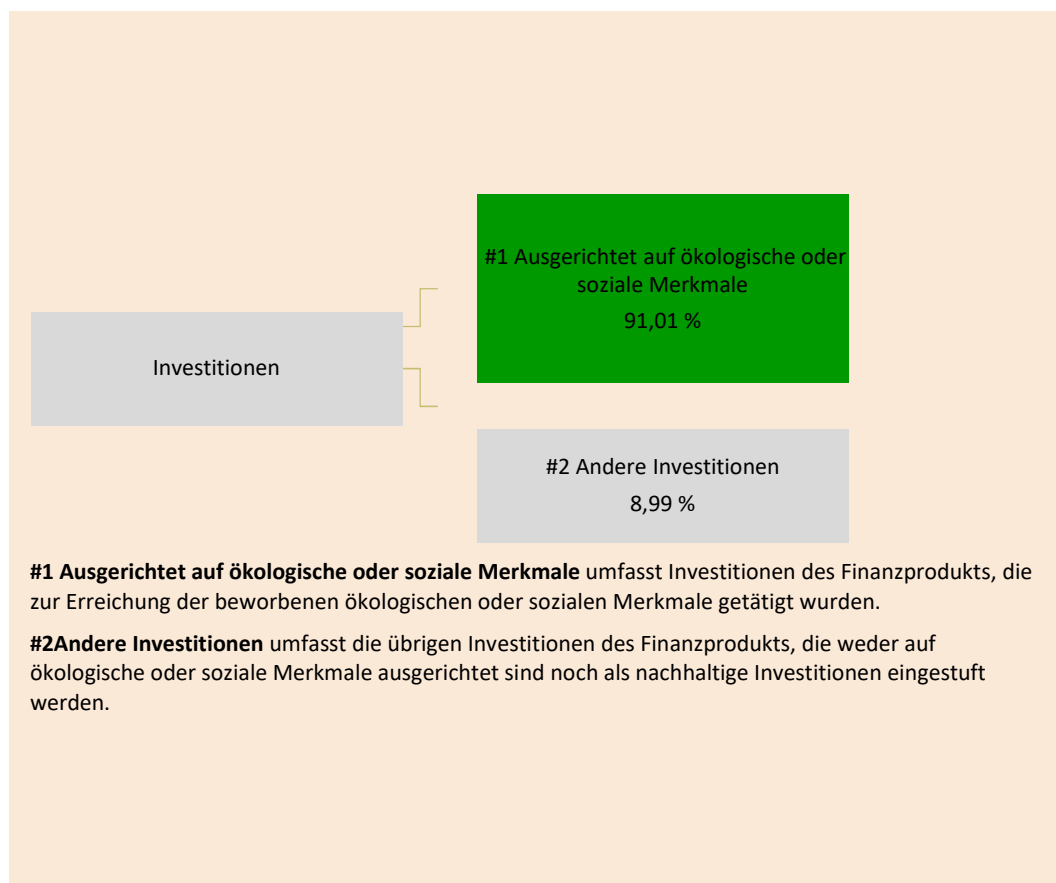 #1 Ausgerichtet auf ökologische oder
soziale Merkmale
91,01 %
Investitionen
#2 Andere Investitionen
8,99 %
#1 Ausgerichtet auf ökologische oder soziale Merkmale umfasst Investitionen des Finanzprodukts, die
zur Erreichung der beworbenen ökologischen oder sozialen Merkmale getätigt wurden.
#2Andere Investitionen umfasst die übrigen Investitionen des Finanzprodukts, die weder auf
ökologische oder soziale Merkmale ausgerichtet sind noch als nachhaltige Investitionen eingestuft
werden.